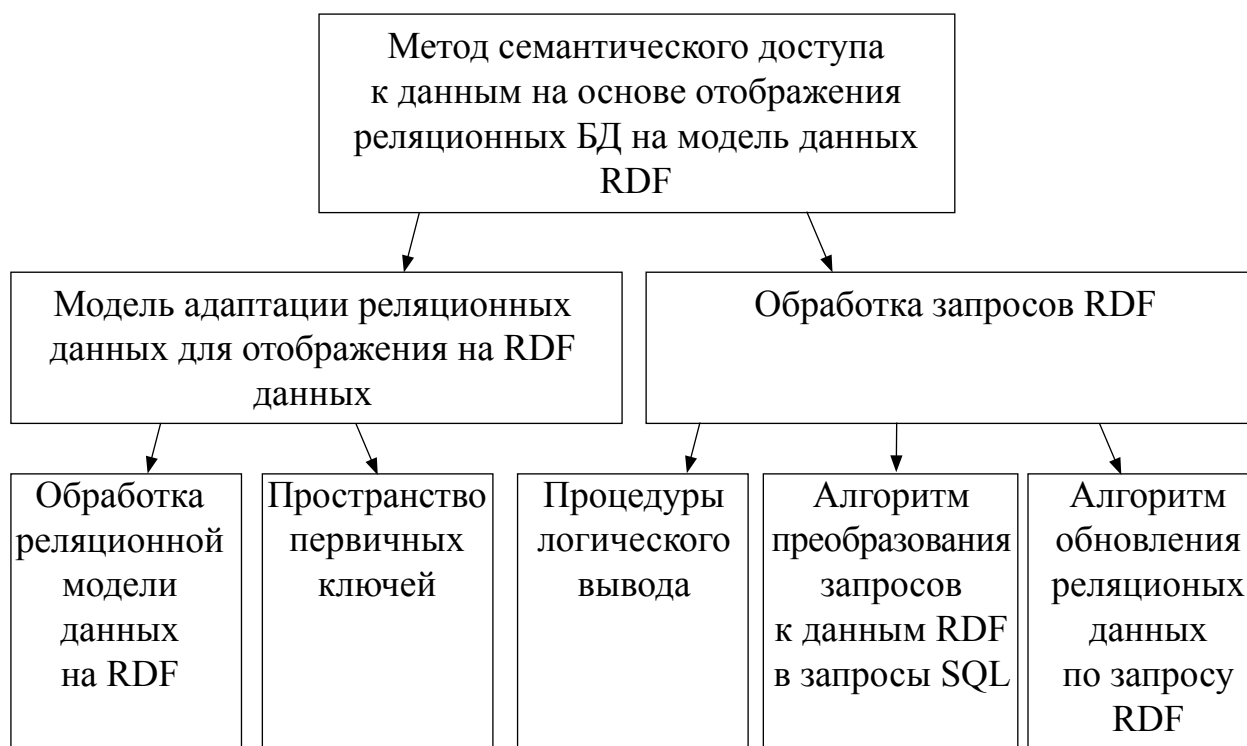 Метод семантического доступа
к данным на основе отображения
реляционных БД на модель данных
RDF
Модель адаптации реляционных
данных для отображения на RDF
данных
Обработка запросов RDF
Обработка
реляционной
модели
данных
на RDF
Пространство
первичных
ключей
Процедуры
логического
вывода
Алгоритм
преобразования
запросов
к данным RDF
в запросы SQL
Алгоритм
обновления
реляционых
данных
по запросу
RDF